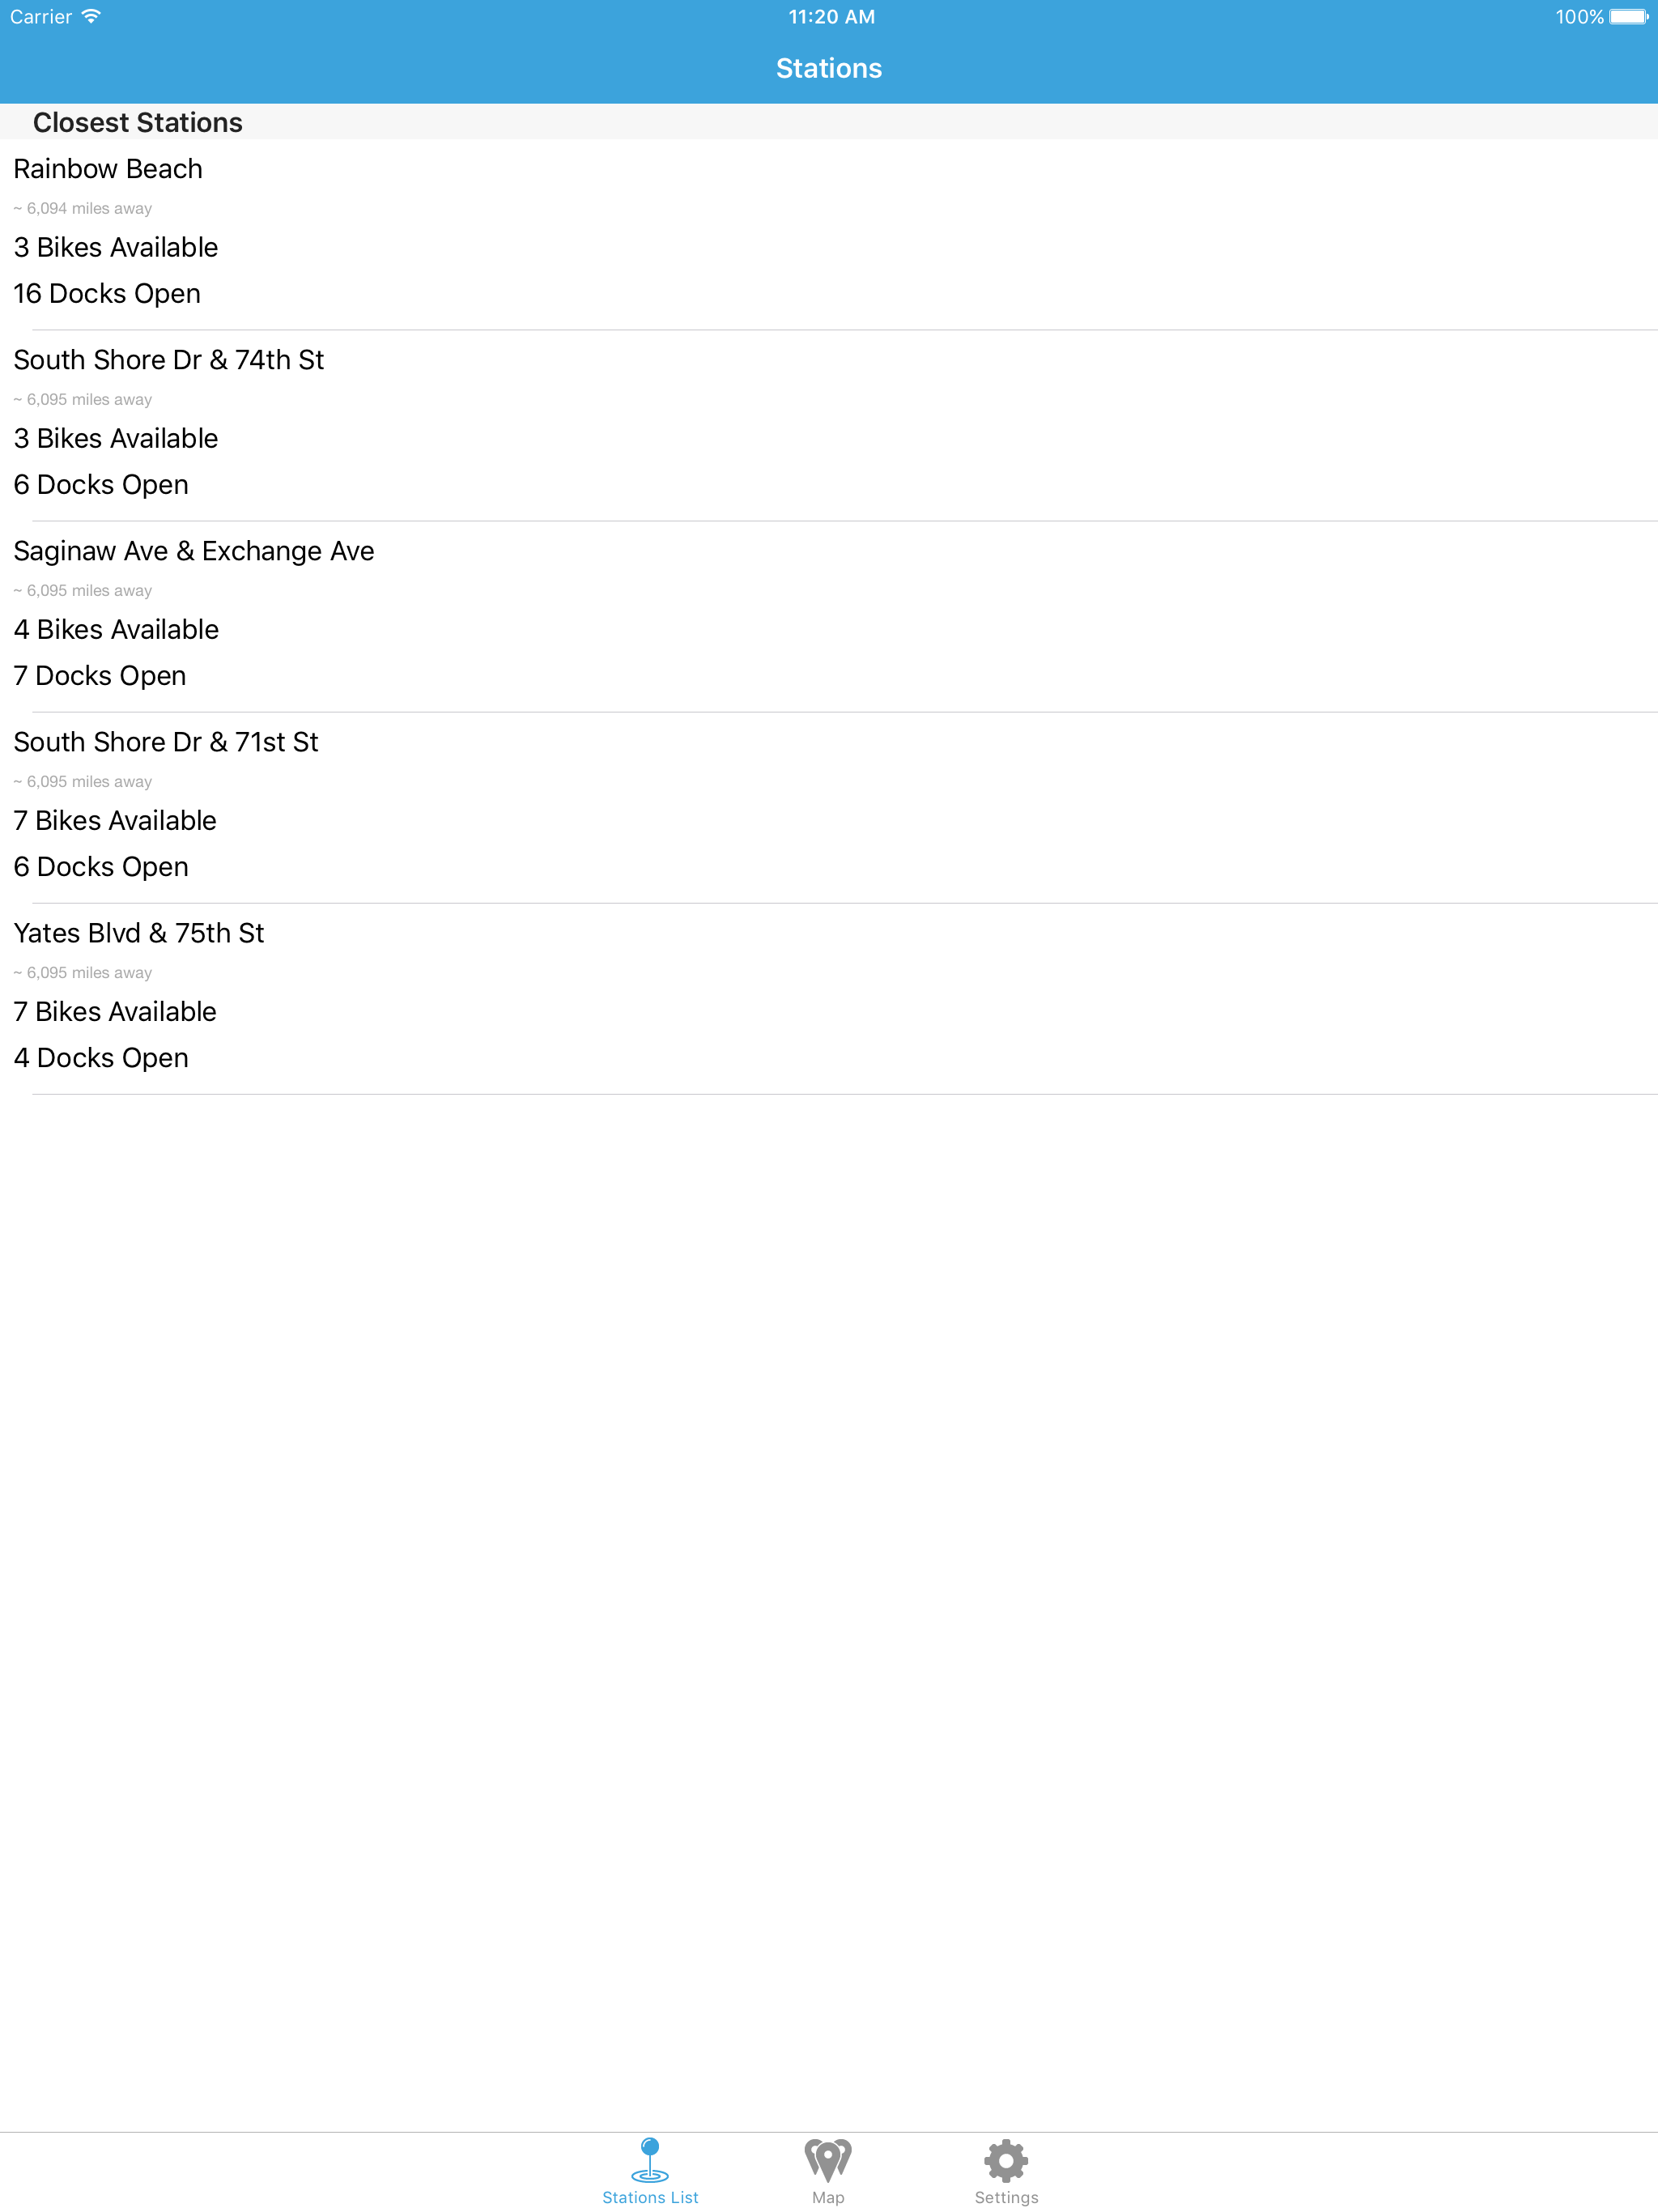 Carrier 11:20 AM 100%
Stations
Closest Stations
Rainbow Beach
~ 6,094 miles away
3 Bikes Available
16 Docks Open
South Shore Dr & 74th St
~ 6,095 miles away
3 Bikes Available
6 Docks Open
Saginaw Ave & Exchange Ave
~ 6,095 miles away
4 Bikes Available
7 Docks Open
South Shore Dr & 71st St
~ 6,095 miles away
7 Bikes Available
6 Docks Open
Yates Blvd & 75th St
~ 6,095 miles away
7 Bikes Available
4 Docks Open
Stations List Map Settings